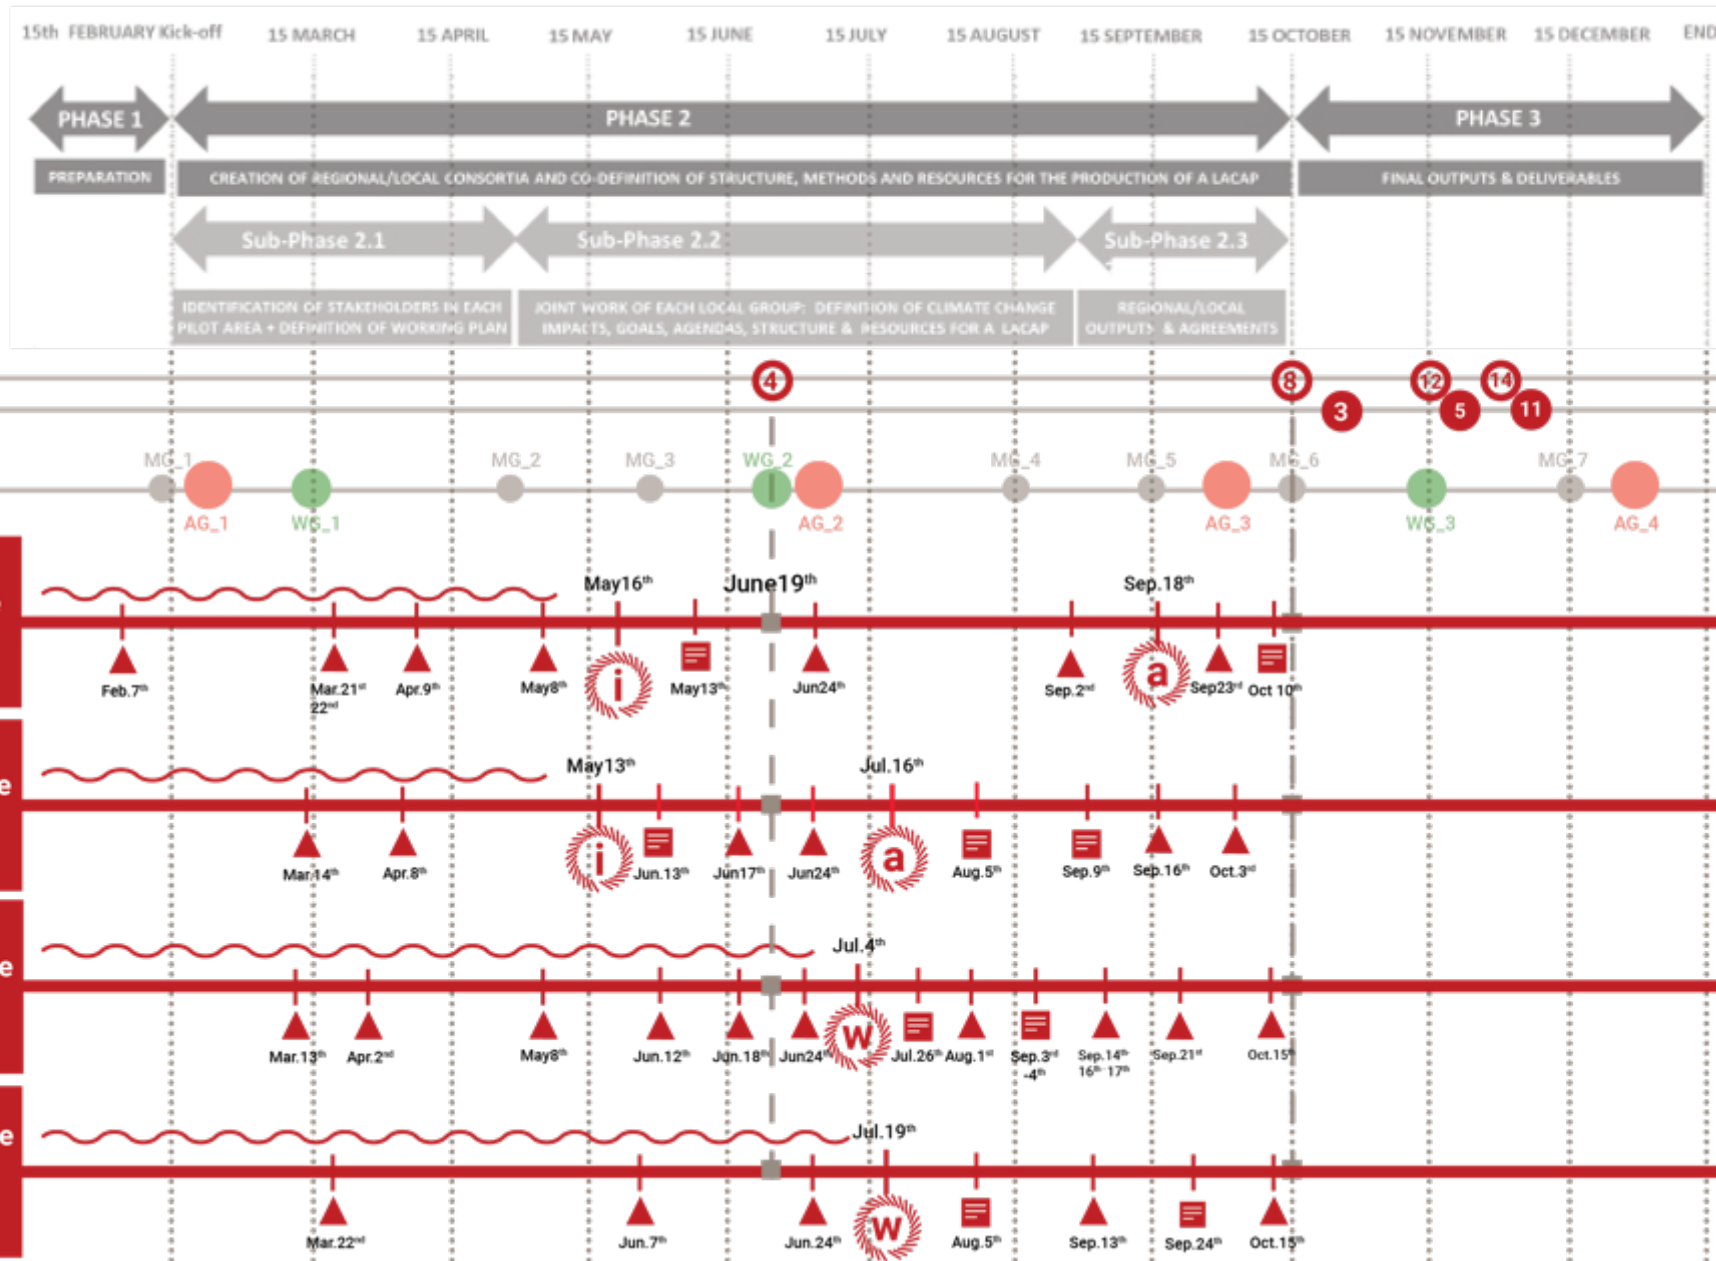 15th FEBRUARY Kick-off 15 MARCH 15 APRIL 15 MAY 15 JUNE 15 JULY 15 AUGUST 15 SEPTEMBER 15 OCTOBER 15 NOVEMBER 15 DECEMBER END
PHASE 1 PHASE 2 PHASE 3
PREPARATION CREATION OF REGIONAL/LOCAL CONSORTIA AND CO-DEFINITION OF STRUCTURE, METHODS AND RESOURCES FOR THE PRODUCTION OF A LACAP FINAL OUTPUTS & DELIVERABLES
Sub-Phase 2.1 Sub-Phase 2.2 Sub-Phase 2.3
IDENTIFICATION OF STAKEHOLDERS IN EACH
PILOT AREA + DEFINITION OF WORKING PLAN
JOINT WORK OF EACH LOCAL GROUP: DEFINITION OF CLIMATE CHANGE
IMPACTS, GOALS, AGENDAS, STRUCTURE & RESOURCES FOR A LACAP
REGIONAL/LOCAL
OUTPUTS & AGREEMENTS
4 8 12 14
3 5 11
MG_1 MG_2 MG_3 WG_2 MG_4 MG_5 MG_6 MG_7
AG_1 WG_1 AG_2 AG_3 WG_3 AG_4
May16th June19th Sep.18th
e
i a
Feb.7th Mar.21st Apr.9th May8th May13th Jun24th Sep.2nd Sep23rd Oct 10th
22nd
May13th Jul.16th
e
i a
Mar.14th Apr.8th Jun.13th Jun17th Jun24th Aug.5th Sep.9th Sep.16th Oct.3rd
Jul.4th
e
w
Mar.13th Apr.2nd May8th Jun.12th Jun.18th Jun24th Jul.26th Aug.1st Sep.3rd Sep.14th- Sep.21st Oct.15th
-4th 16th-17th
Jul.19th
e
w
Mar.22nd Jun.7th Jun.24th Aug.5th Sep.13th Sep.24th Oct.15th